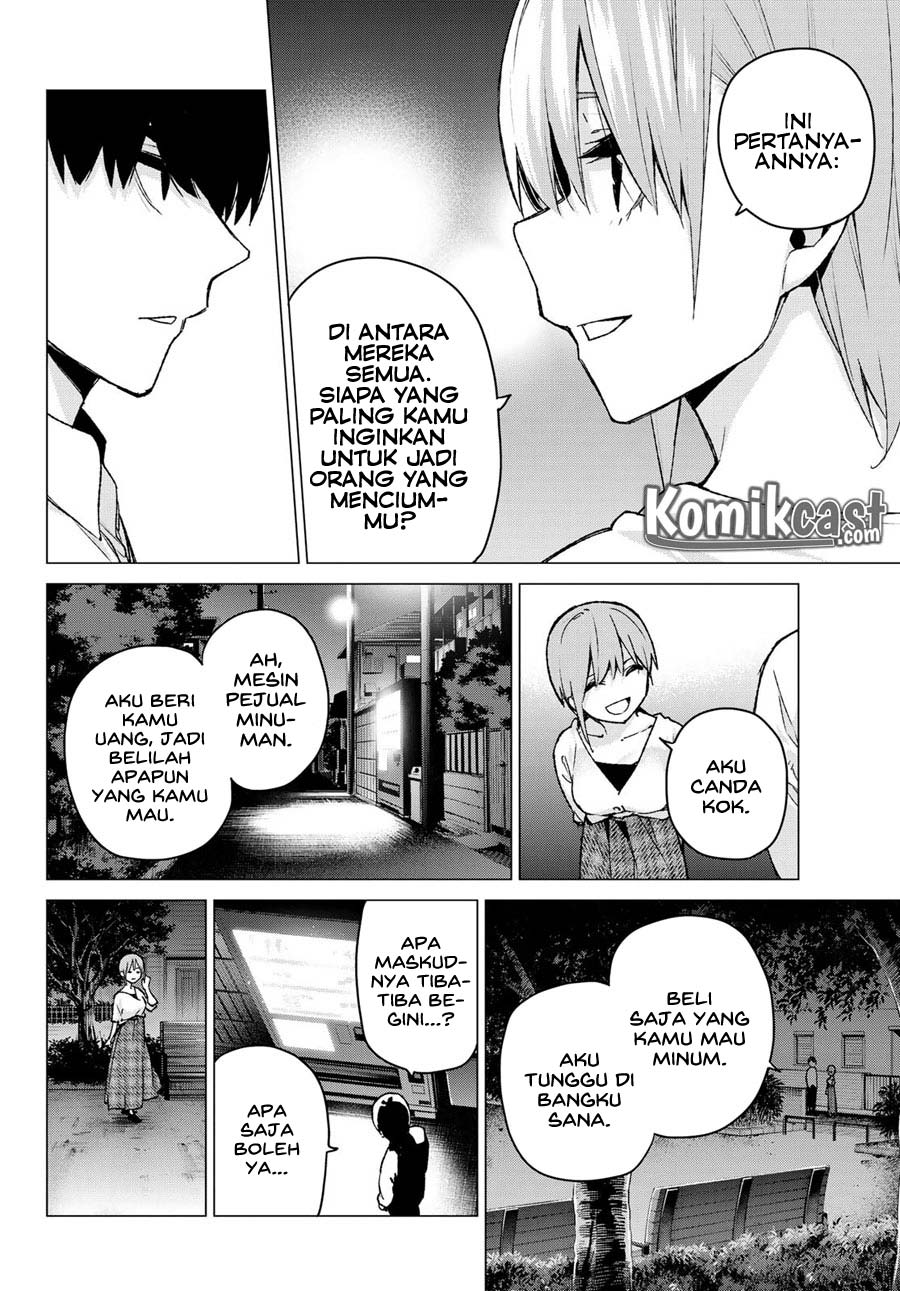 INI
PERTANYA-
ANNYA:
DI ANTARA
MEREKA
SEMUA.
SIAPA YANG
PALING KAMU
INGINKAN
UNTUK JADI
ORANG YANG
MENCIUM-
MU?
Komikcast
.com
AH,
MESIN
PEJUAL
MINU-
MAN.
AKU BERI
KAMU
UANG, JADI
BELILAH
APAPUN
YANG KAMU
MAU.
AKU
CANDA
KOK.
APA
MASKUD-
NYA TIBA-
TIBA BE-
GINI...?
APA
SAJA
BOLEH
YA...
BELI
SAJA YANG
KAMU MAU
MINUM.
AKU
TUNGGU DI
BANGKU
SANA.